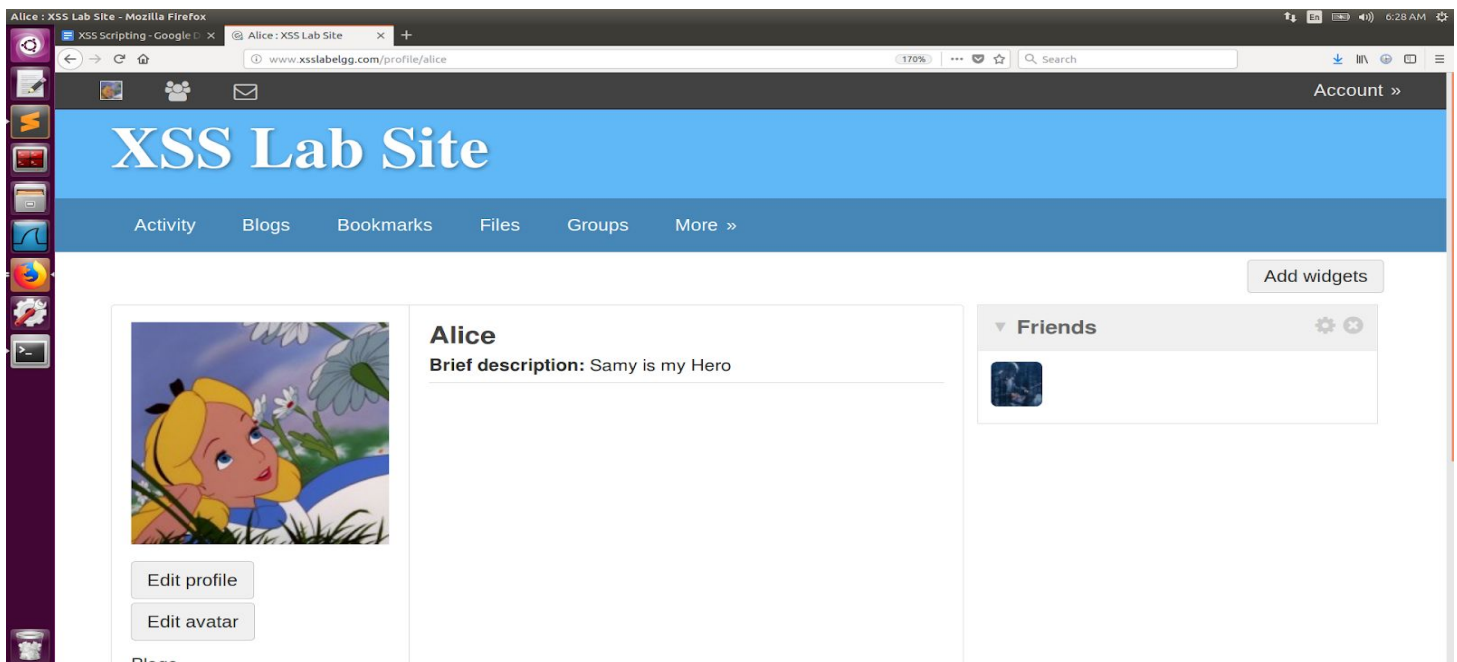 Alice : XSS Lab Site - Mozilla Firefox
En
6:28 AM
XSS Scripting - Google D
Alice : XSS Lab Site
www.xsslabelgg.com/profile/alice
170%
Search
Account »
XSS Lab Site
Activity Blogs Bookmarks Files Groups More »
Add widgets
Alice
Brief description: Samy is my Hero
Friends
Edit profile
Edit avatar
Blogs